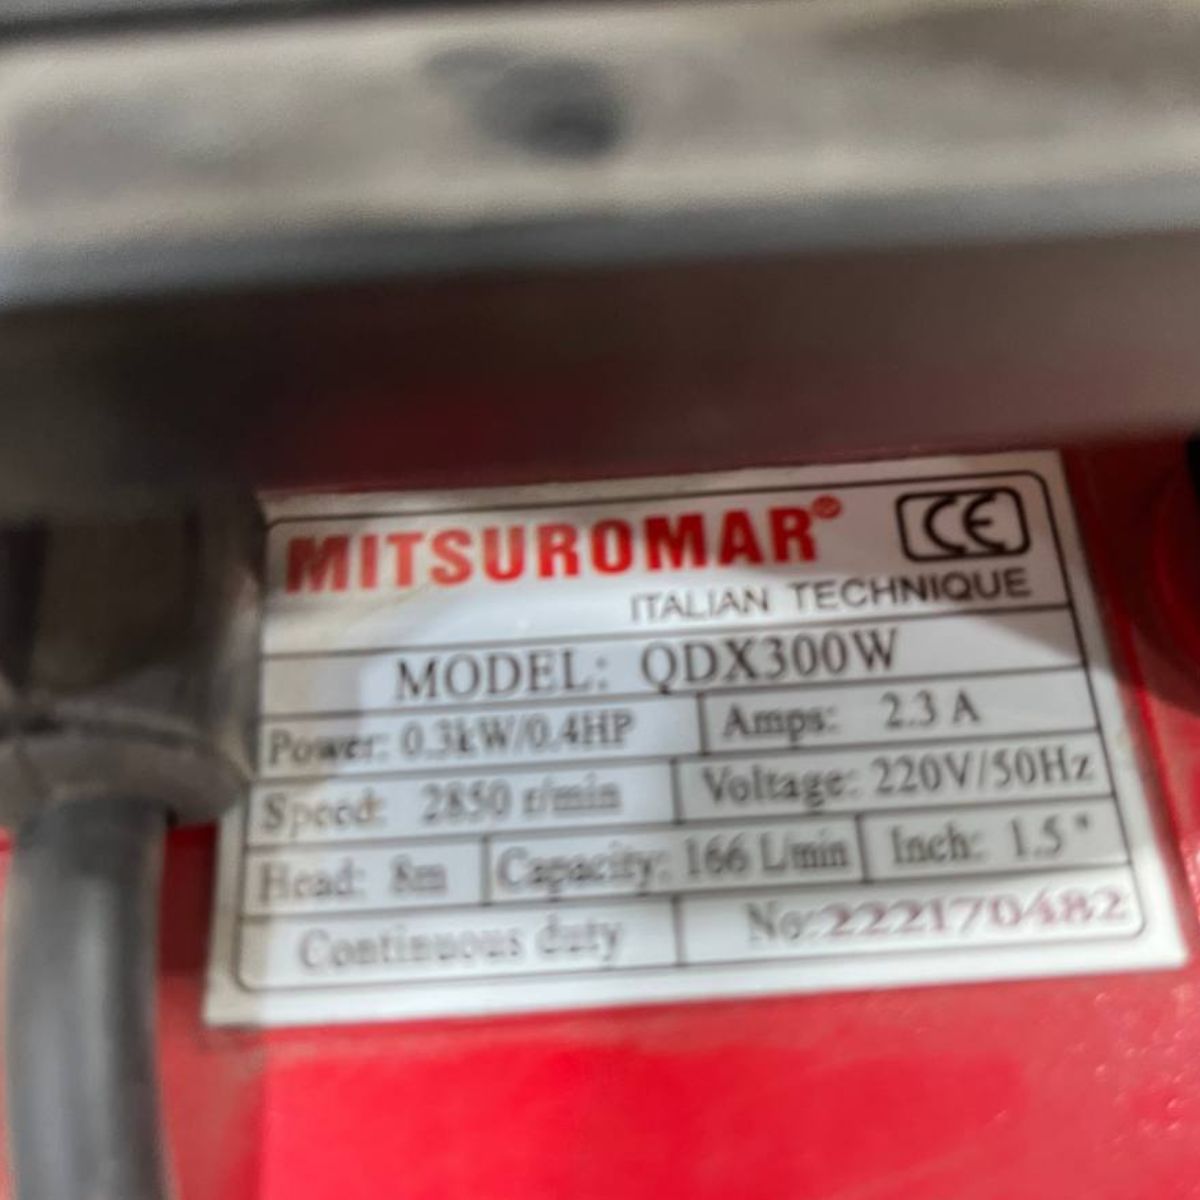 MITSUROMAR® CE
ITALIAN TECHNIQUE
MODEL: QDX300W
Power: 0.3kW/0.4HP Amps: 2.3 A
Speed: 2850 r/min Voltage: 220V/50Hz
Head: 8m Capacity: 166 L/min Inch: 1.5"
Continuous duty No:222170482